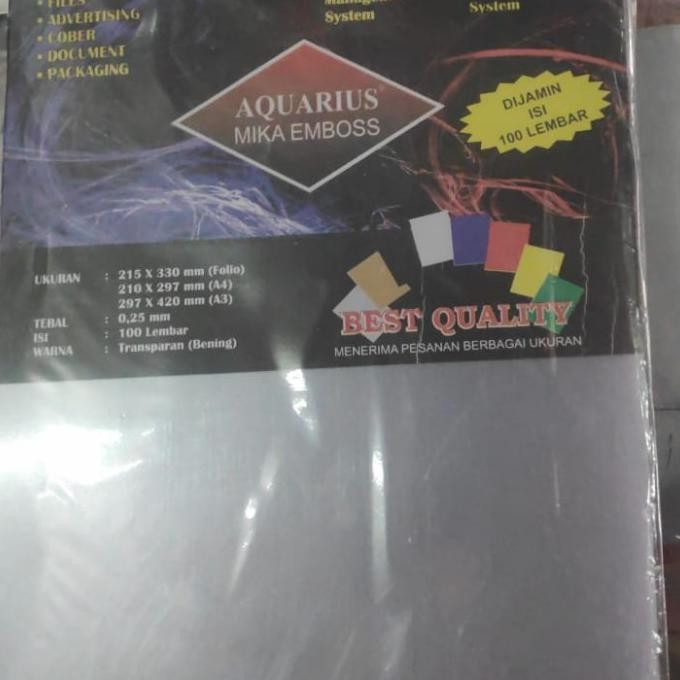 • FILES
• ADVERTISING
• COBER
• DOCUMENT
• PACKAGING
System
System
AQUARIUS®
MIKA EMBOSS
DIJAMIN
ISI
100 LEMBAR
UKURAN : 215 X 330 mm (Folio)
210 X 297 mm (A4)
297 X 420 mm (A3)
TEBAL : 0,25 mm
ISI : 100 Lembar
WARNA : Transparan (Bening)
BEST QUALITY
MENERIMA PESANAN BERBAGAI UKURAN